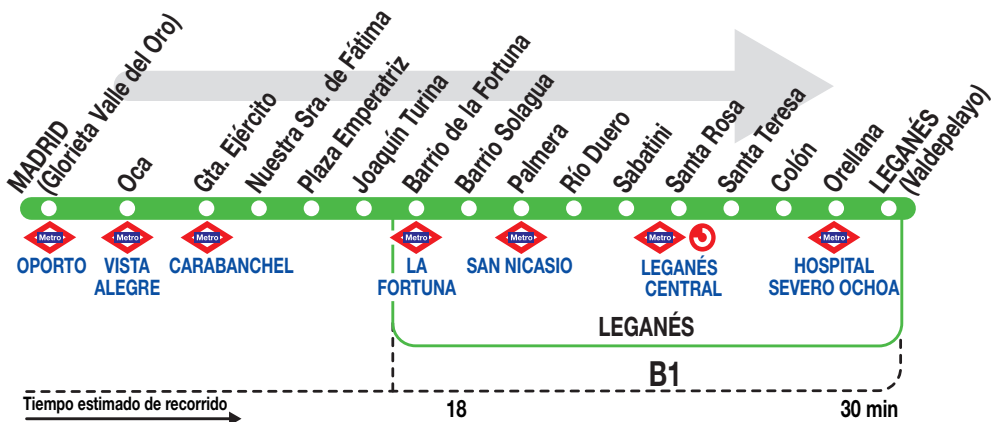 MADRID
(Glorieta Valle del Oro)
Oca
Gta. Ejército
Nuestra Sra. de Fátima
Plaza Emperatriz
Joaquín Turina
Barrio de la Fortuna
Barrio Solagua
Palmera
Río Duero
Sabatini
Santa Rosa
Santa Teresa
Colón
Orellana
LEGANÉS
(Valdepelayo)
Metro
Metro
Metro
Metro
Metro
Metro
Metro
OPORTO
VISTA
ALEGRE
CARABANCHEL
LA
FORTUNA
SAN NICASIO
LEGANÉS
CENTRAL
HOSPITAL
SEVERO OCHOA
LEGANÉS
B1
Tiempo estimado de recorrido
18
30 min